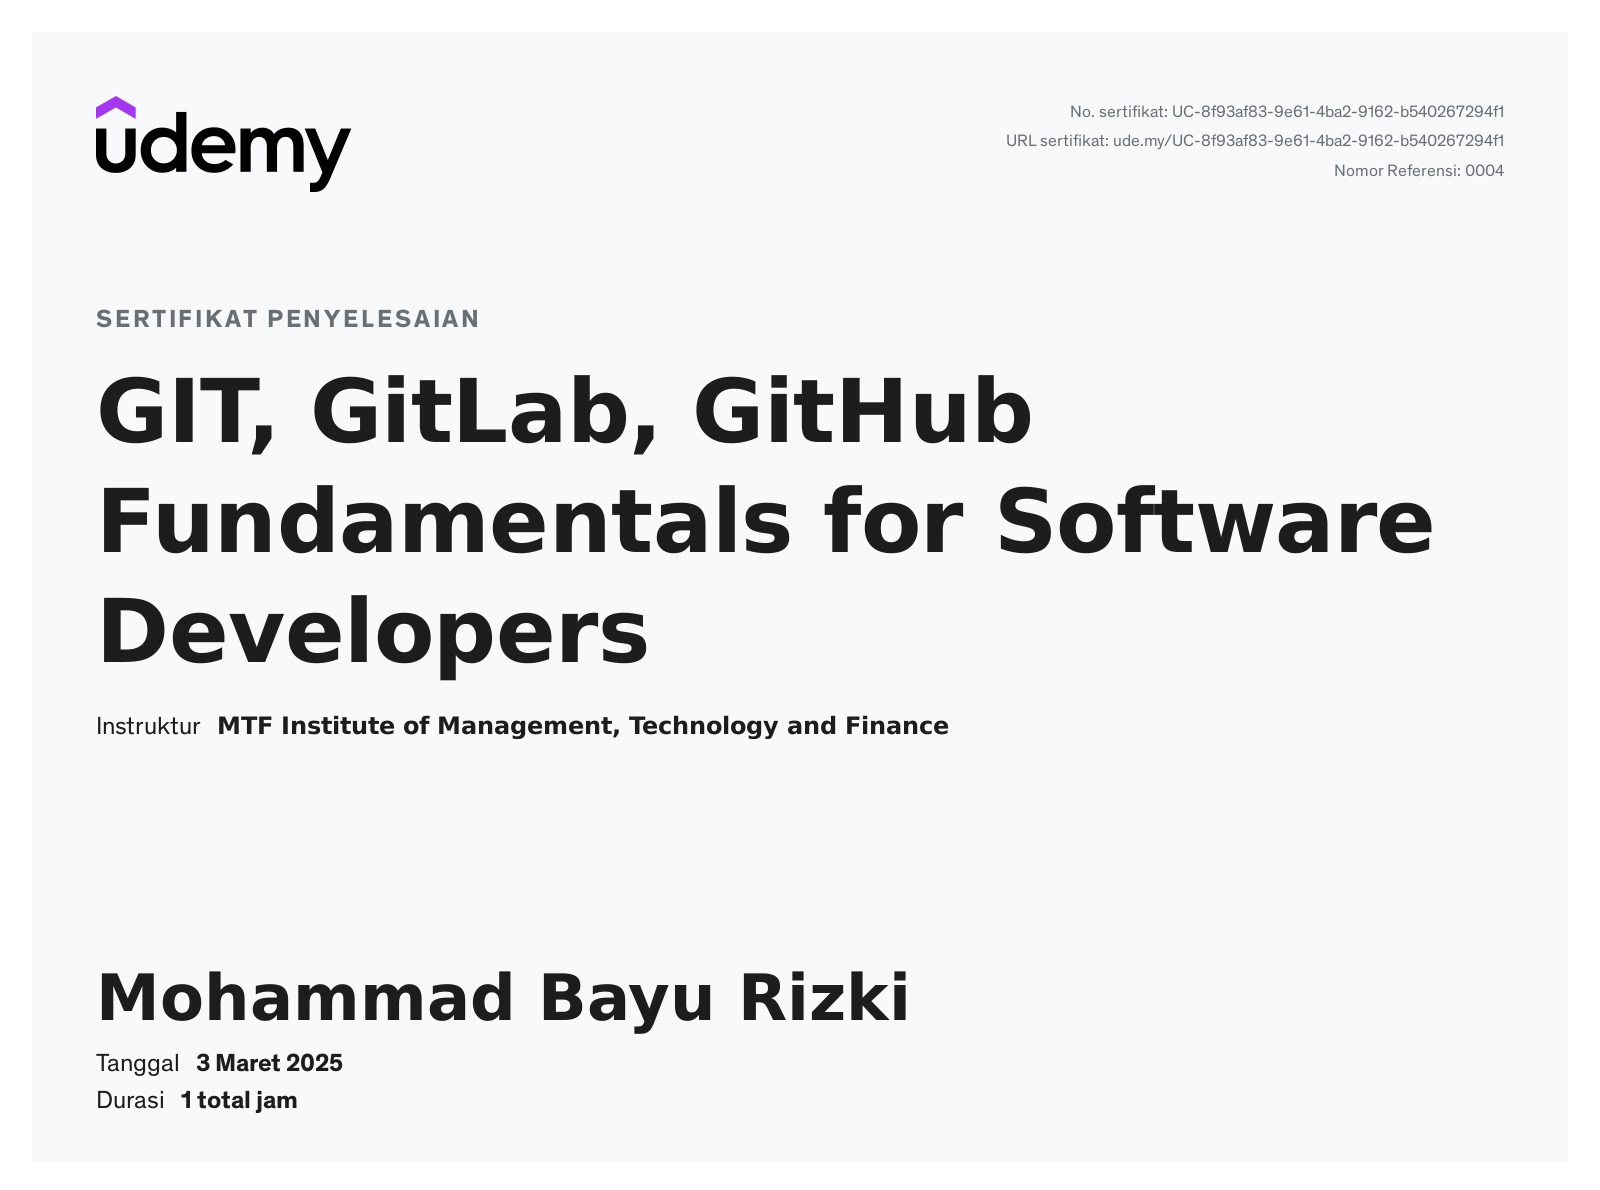 udemy
No. sertifikat: UC-8f93af83-9e61-4ba2-9162-b540267294f1
URL sertifikat: ude.my/UC-8f93af83-9e61-4ba2-9162-b540267294f1
Nomor Referensi: 0004
SERTIFIKAT PENYELESAIAN
GIT, GitLab, GitHub
Fundamentals for Software
Developers
Instruktur MTF Institute of Management, Technology and Finance
Mohammad Bayu Rizki
Tanggal 3 Maret 2025
Durasi 1 total jam